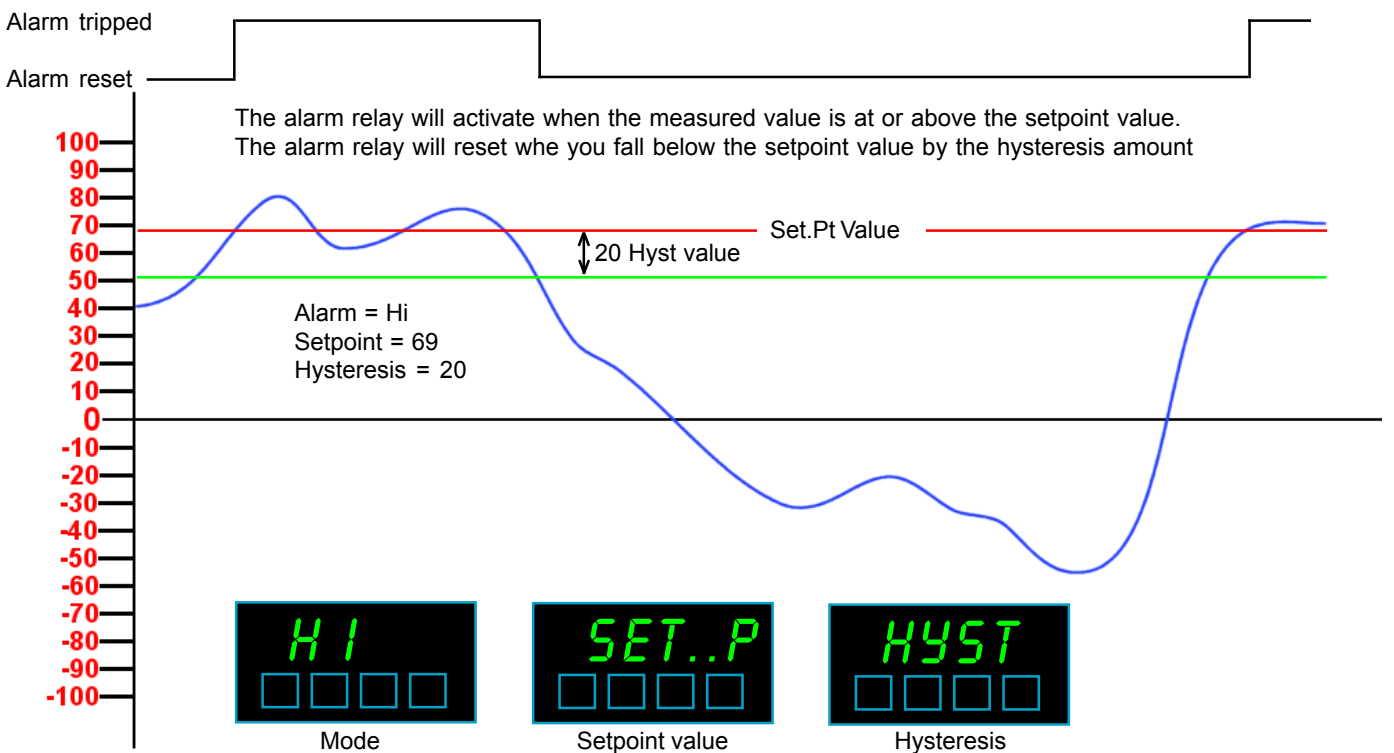 Alarm tripped
Alarm reset
The alarm relay will activate when the measured value is at or above the setpoint value.
The alarm relay will reset whe you fall below the setpoint value by the hysteresis amount
100
90
80
70
60
50
40
30
20
10
0
-10
-20
-30
-40
-50
-60
-70
-80
-90
-100
Set.Pt Value
20 Hyst value
Alarm = Hi
Setpoint = 69
Hysteresis = 20
HI
SET..P
HYST
Mode
Setpoint value
Hysteresis